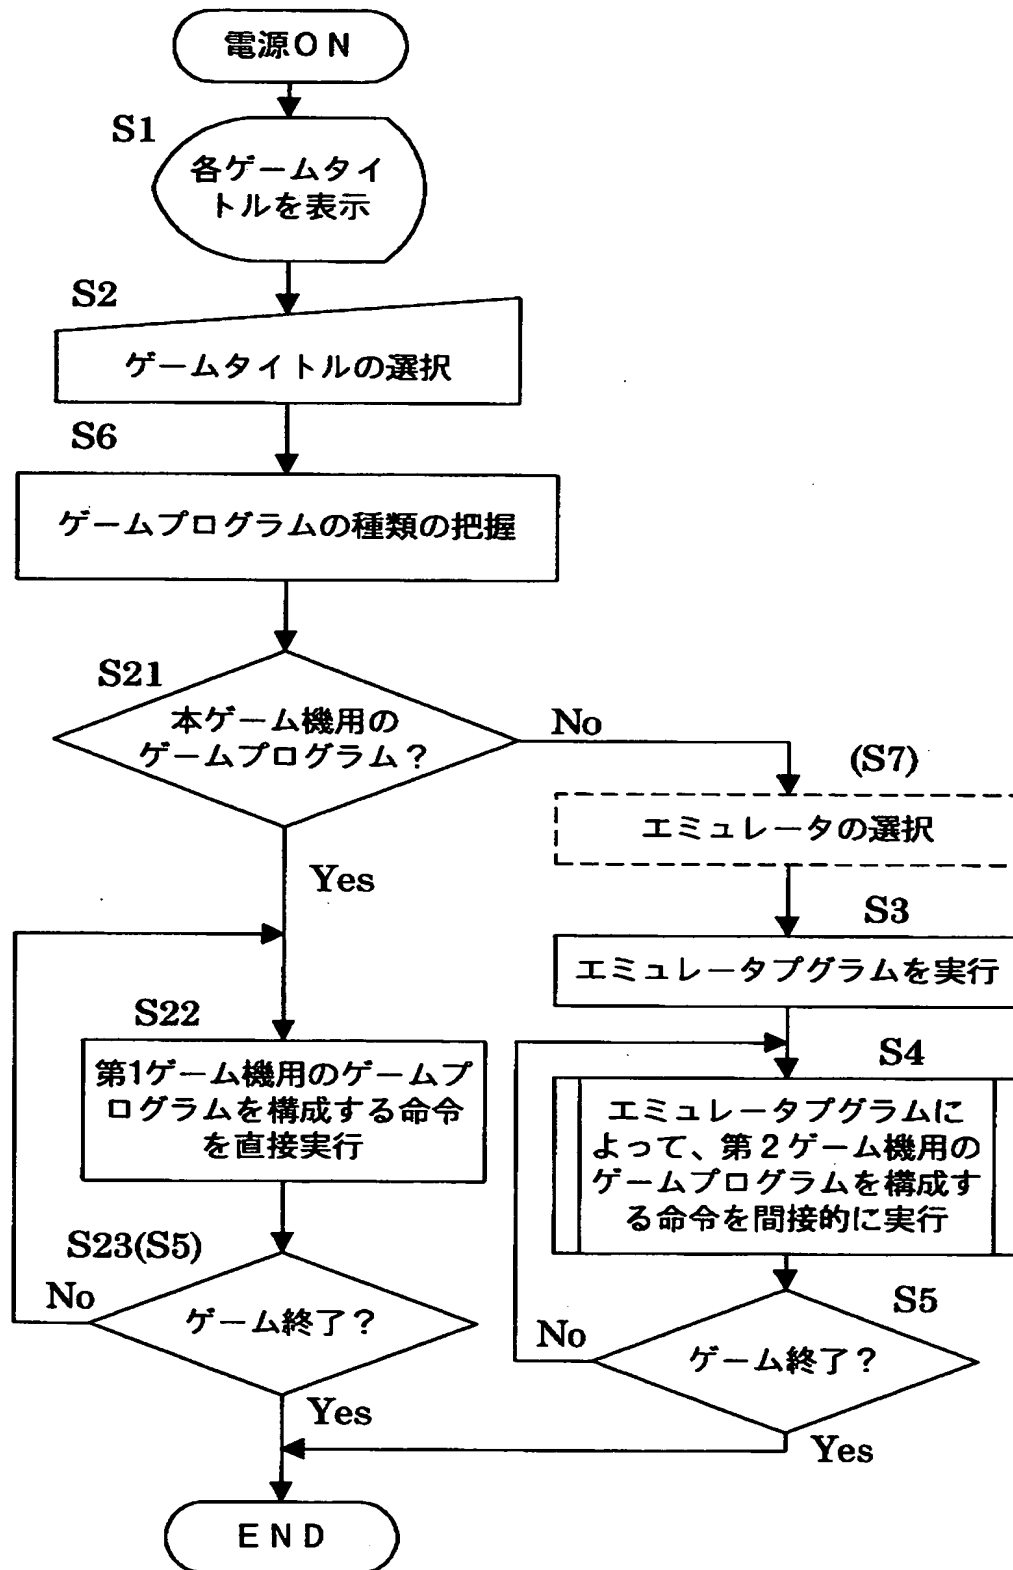 電源ON
S1
各ゲームタイ
トルを表示
S2
ゲームタイトルの選択
S6
ゲームプログラムの種類の把握
S21
本ゲーム機用の
ゲームプログラム?
No
(S7)
エミュレータの選択
Yes
S3
エミュレータプグラムを実行
S22
第1ゲーム機用のゲームプ
ログラムを構成する命令
を直接実行
S4
エミュレータプグラムに
よって、第2ゲーム機用の
ゲームプログラムを構成す
る命令を間接的に実行
S23(S5)
No
ゲーム終了?
S5
No
ゲーム終了?
Yes
Yes
END